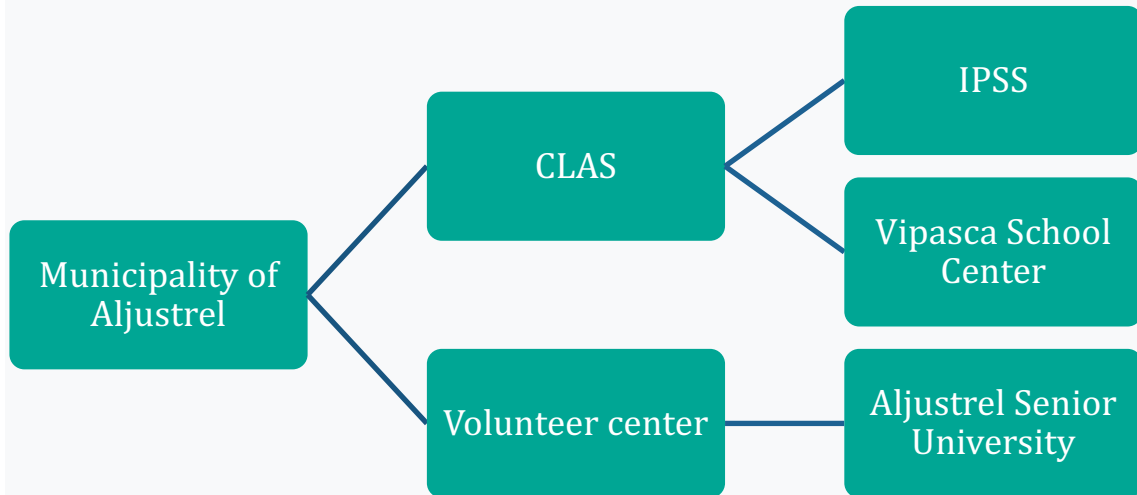 IPSS
CLAS
Vipasca School
Center
Municipality of
Aljustrel
Volunteer center
Aljustrel Senior
University